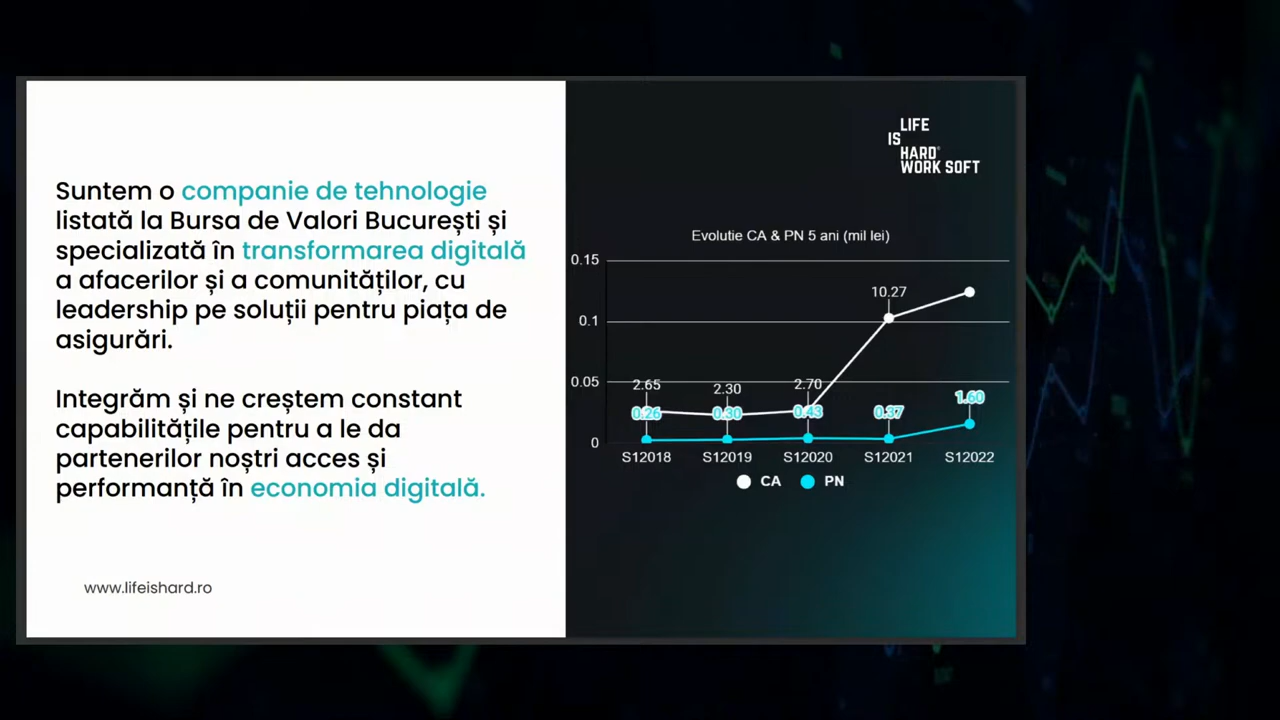 Suntem o companie de tehnologie
listată la Bursa de Valori București și
specializată în transformarea digitală
a afacerilor și a comunităților, cu
leadership pe soluții pentru piața de
asigurări.
Integrăm și ne creștem constant
capabilitățile pentru a le da
partenerilor noștri acces și
performanță în economia digitală.
www.lifeishard.ro
LIFE
IS
HARD®
WORK SOFT
Evolutie CA & PN 5 ani (mil lei)
0.15
0.1
0.05
0
10.27
2.65
2.30
2.70
0.26
0.30
0.43
0.37
1.60
S12018
S12019
S12020
S12021
S12022
CA
PN